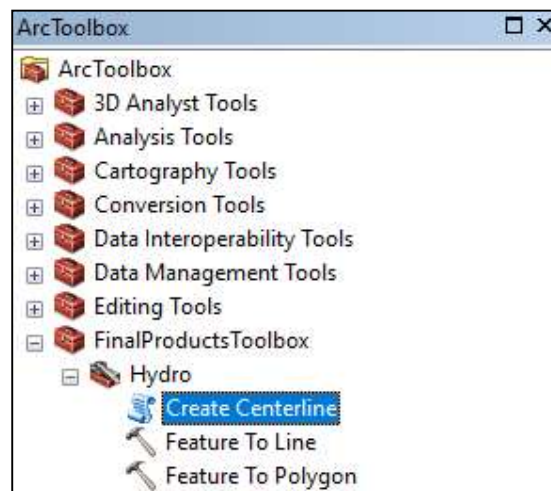 ArcToolbox
ArcToolbox
3D Analyst Tools
Analysis Tools
Cartography Tools
Conversion Tools
Data Interoperability Tools
Data Management Tools
Editing Tools
FinalProductsToolbox
Hydro
Create Centerline
Feature To Line
Feature To Polygon